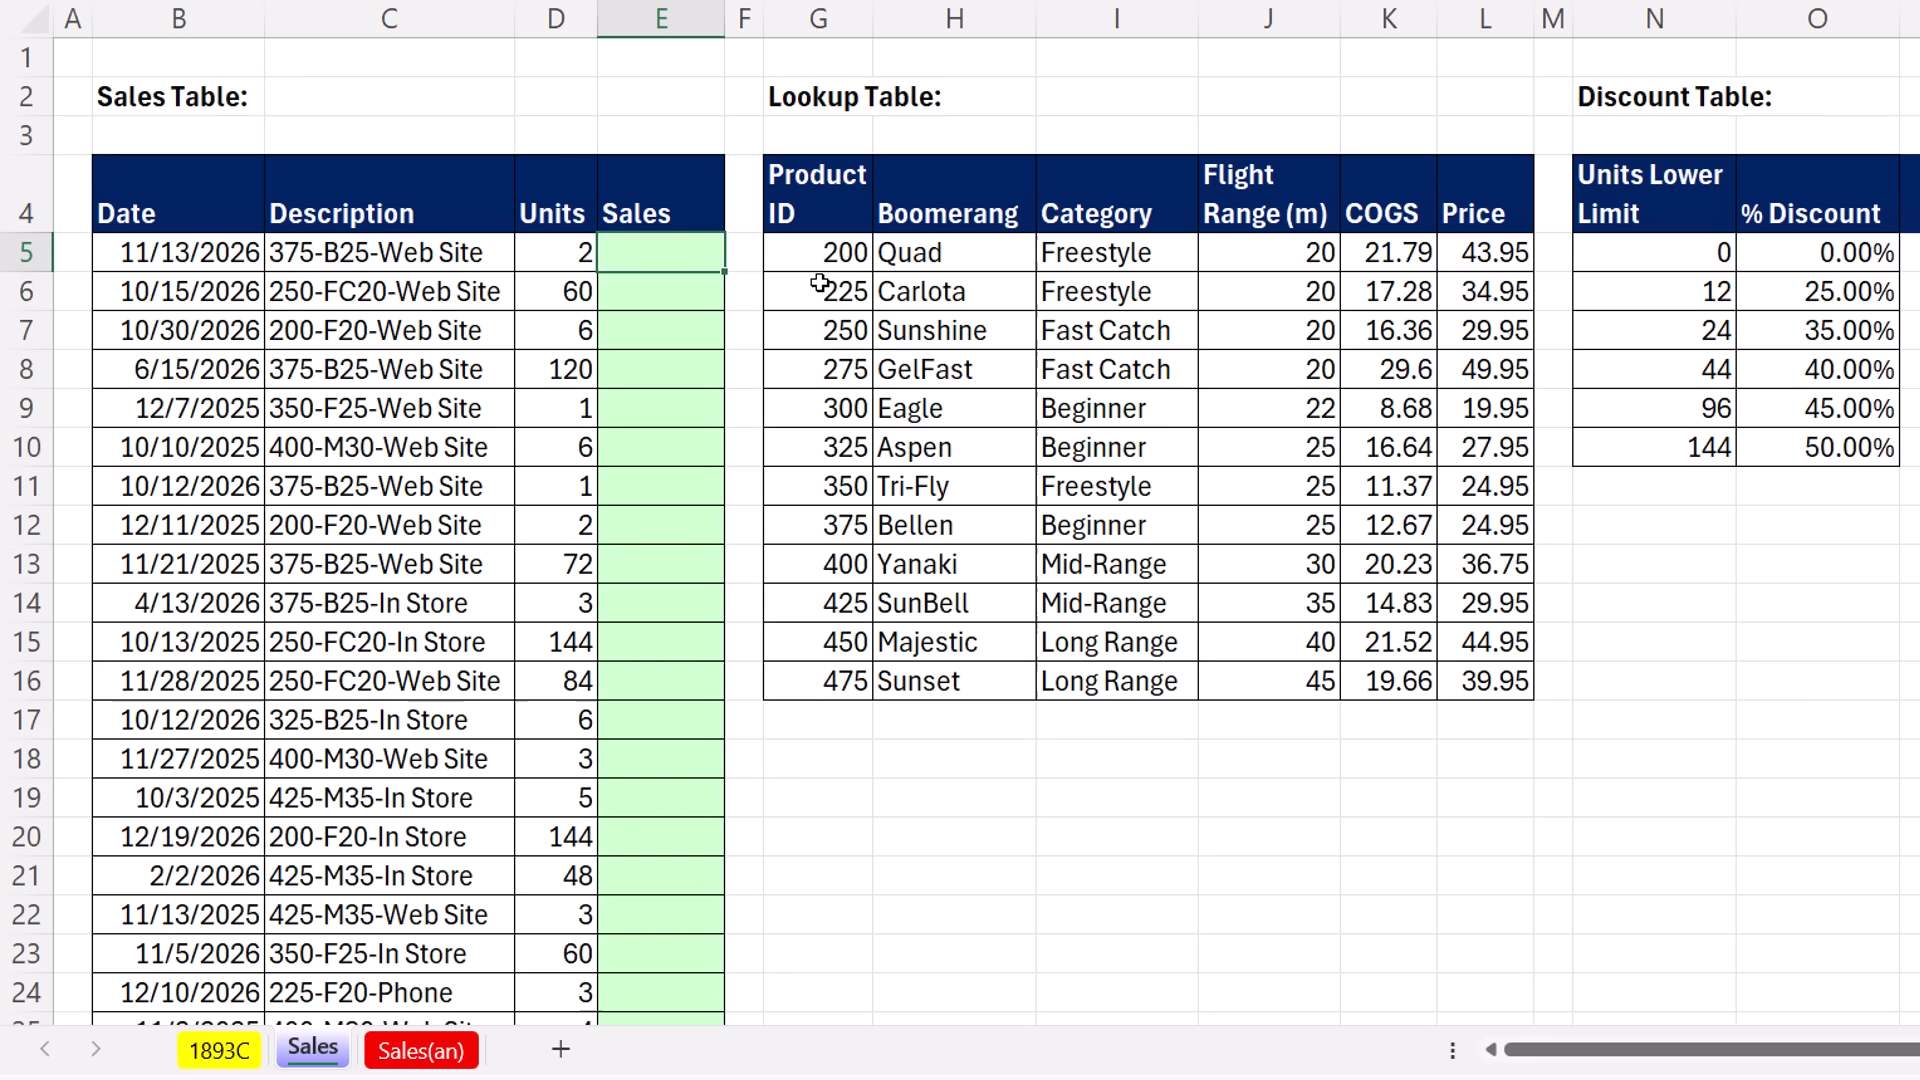 A B C D E F G H I J K L M N O
1
2 Sales Table: Lookup Table: Discount Table:
3
Product Flight Units Lower
4 Date Description Units Sales ID Boomerang Category Range (m) COGS Price Limit % Discount
5 11/13/2026 375-B25-Web Site 2 200 Quad Freestyle 20 21.79 43.95 0 0.00%
6 10/15/2026 250-FC20-Web Site 60 225 Carlota Freestyle 20 17.28 34.95 12 25.00%
7 10/30/2026 200-F20-Web Site 6 250 Sunshine Fast Catch 20 16.36 29.95 24 35.00%
8 6/15/2026 375-B25-Web Site 120 275 GelFast Fast Catch 20 29.6 49.95 44 40.00%
9 12/7/2025 350-F25-Web Site 1 300 Eagle Beginner 22 8.68 19.95 96 45.00%
10 10/10/2025 400-M30-Web Site 6 325 Aspen Beginner 25 16.64 27.95 144 50.00%
11 10/12/2026 375-B25-Web Site 1 350 Tri-Fly Freestyle 25 11.37 24.95
12 12/11/2025 200-F20-Web Site 2 375 Bellen Beginner 25 12.67 24.95
13 11/21/2025 375-B25-Web Site 72 400 Yanaki Mid-Range 30 20.23 36.75
14 4/13/2026 375-B25-In Store 3 425 SunBell Mid-Range 35 14.83 29.95
15 10/13/2025 250-FC20-In Store 144 450 Majestic Long Range 40 21.52 44.95
16 11/28/2025 250-FC20-Web Site 84 475 Sunset Long Range 45 19.66 39.95
17 10/12/2026 325-B25-In Store 6
18 11/27/2025 400-M30-Web Site 3
19 10/3/2025 425-M35-In Store 5
20 12/19/2026 200-F20-In Store 144
21 2/2/2026 425-M35-In Store 48
22 11/13/2025 425-M35-Web Site 3
23 11/5/2026 350-F25-In Store 60
24 12/10/2026 225-F20-Phone 3
1893C Sales Sales(an)